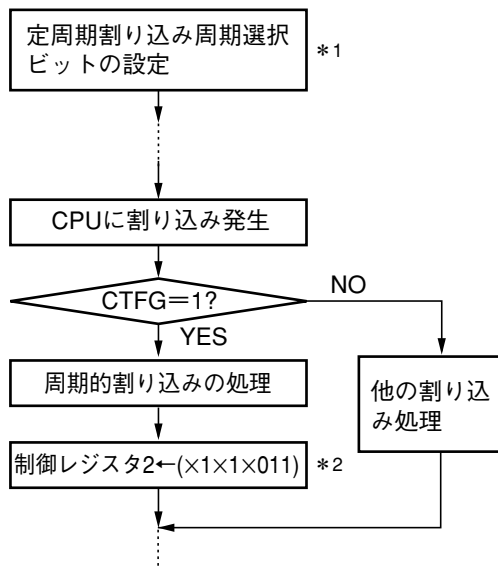 定周期割り込み周期選択
ビットの設定
*1
CPUに割り込み発生
CTFG=1?
NO
YES
周期的割り込みの処理
他の割り込
み処理
制御レジスタ2←(×1×1×011)
*2